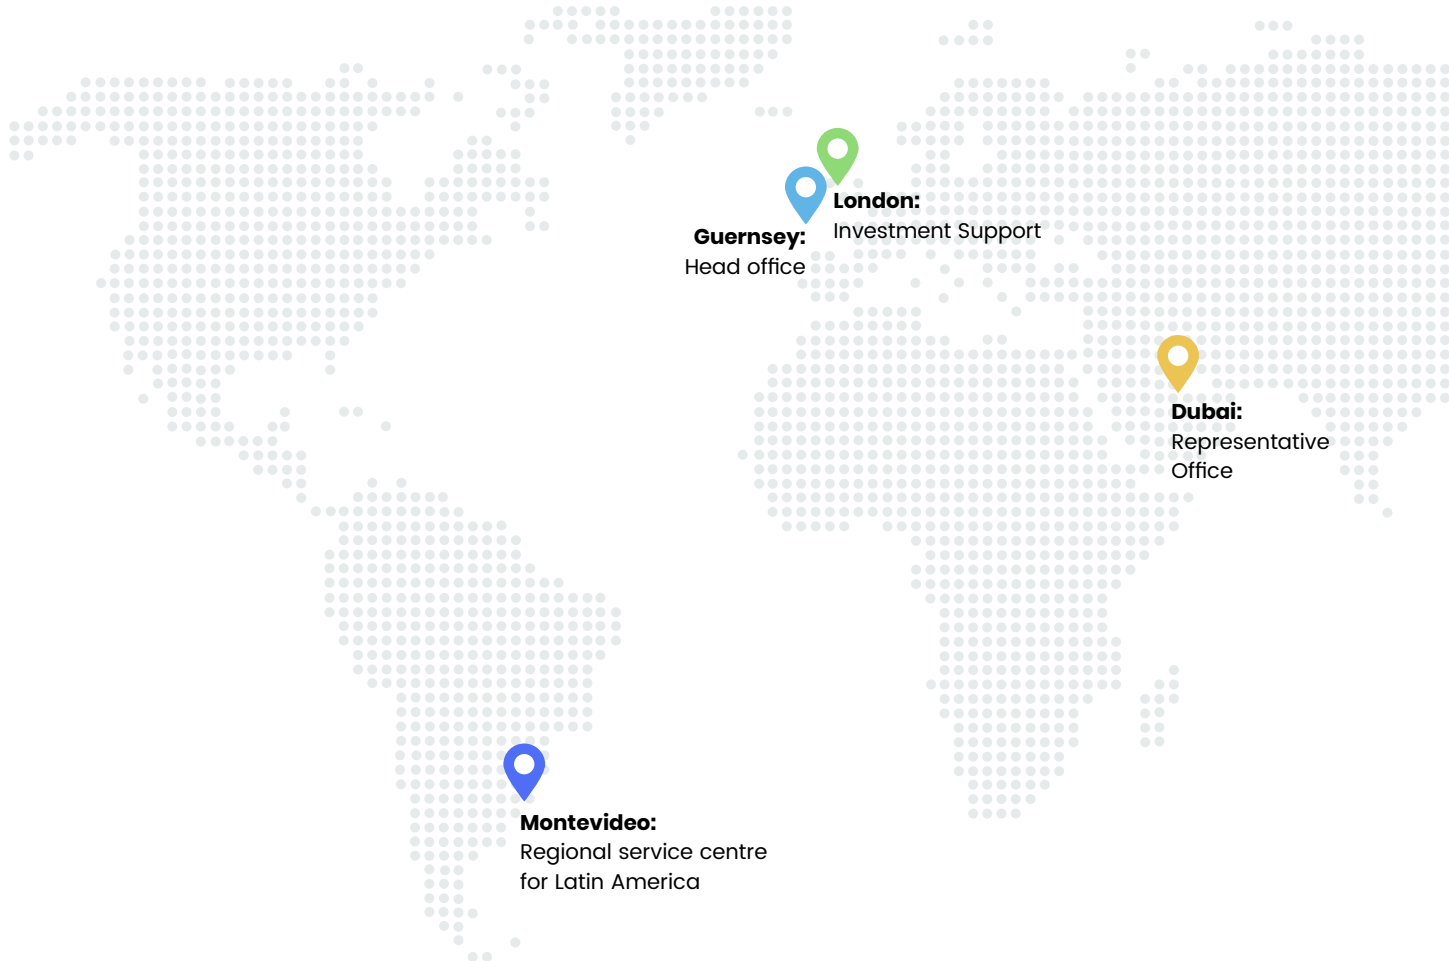 London:
Investment Support
Guernsey:
Head office
Dubai:
Representative
Office
Montevideo:
Regional service centre
for Latin America